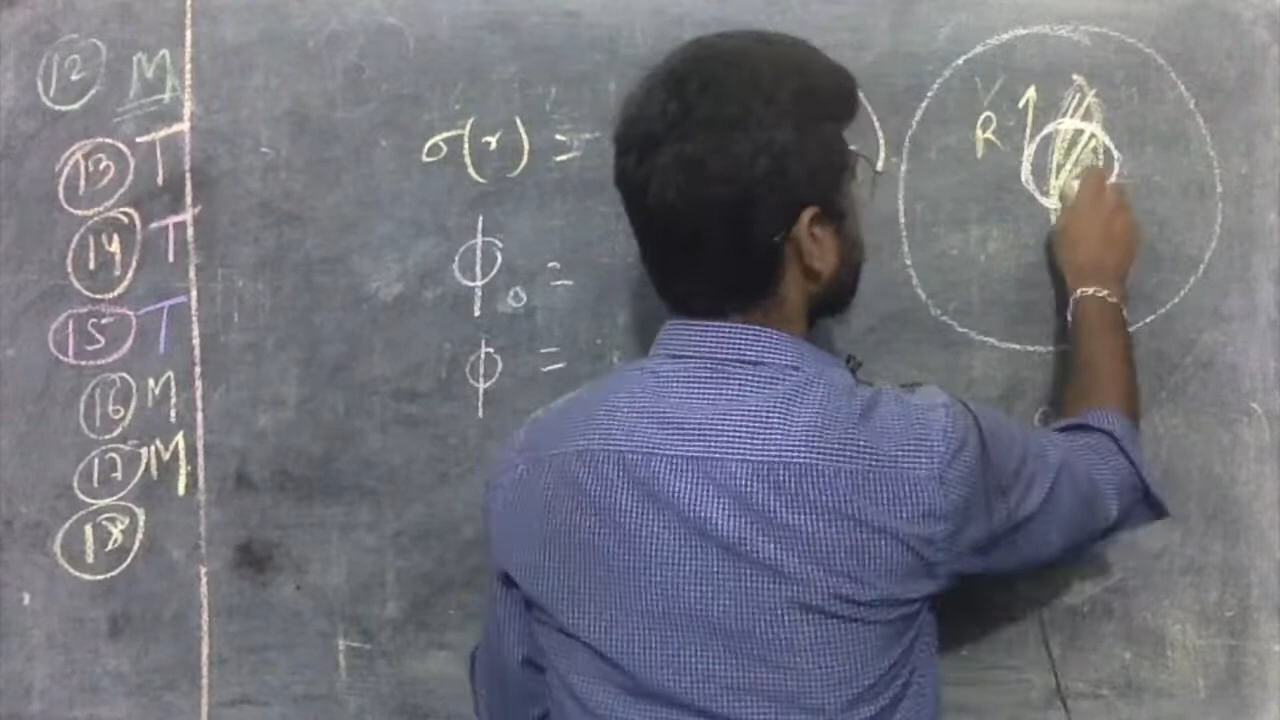 12 M
13 T
14 T
15 T
16 M
17 M
18
σ(r) = ).
ϕ₀ =
ϕ =
R